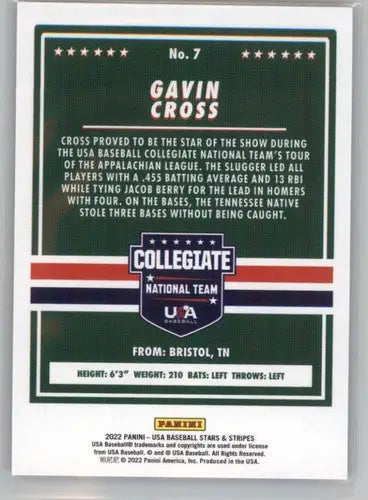 ★★★★★★ No. 7 ★★★★★★
GAVIN
CROSS
CROSS PROVED TO BE THE STAR OF THE SHOW DURING
THE USA BASEBALL COLLEGIATE NATIONAL TEAM'S TOUR
OF THE APPALACHIAN LEAGUE. THE SLUGGER LED ALL
PLAYERS WITH A .455 BATTING AVERAGE AND 13 RBI
WHILE TYING JACOB BERRY FOR THE LEAD IN HOMERS
WITH FOUR. ON THE BASES, THE TENNESSEE NATIVE
STOLE THREE BASES WITHOUT BEING CAUGHT.
COLLEGIATE
NATIONAL TEAM
USA
BASEBALL
FROM: BRISTOL, TN
HEIGHT: 6'3" WEIGHT: 210 BATS: LEFT THROWS: LEFT
PANINI
2022 PANINI – USA BASEBALL STARS & STRIPES
USA Baseball® trademarks and copyrights are used under license
from USA Baseball. © and ® USA Baseball. All Rights Reserved.
帕尼尼 © 2022 Panini America, Inc. Produced in the USA.